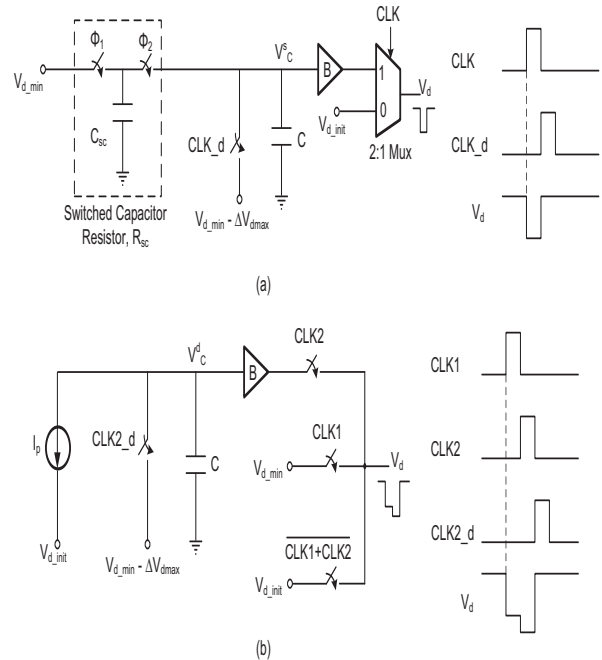 CLK
Φ1 Φ2
V_d_min
V^s_C
B
1
0
V_d
V_d_init
2:1 Mux
C_sc
CLK_d
C
V_d_min - ΔV_dmax
Switched Capacitor
Resistor, R_sc
CLK
CLK_d
V_d
(a)
V^d_C
B
CLK2
I_p
CLK2_d
C
CLK1
V_d_min
V_d
CLK1+CLK2
V_d_init
V_d_init
V_d_min - ΔV_dmax
CLK1
CLK2
CLK2_d
V_d
(b)